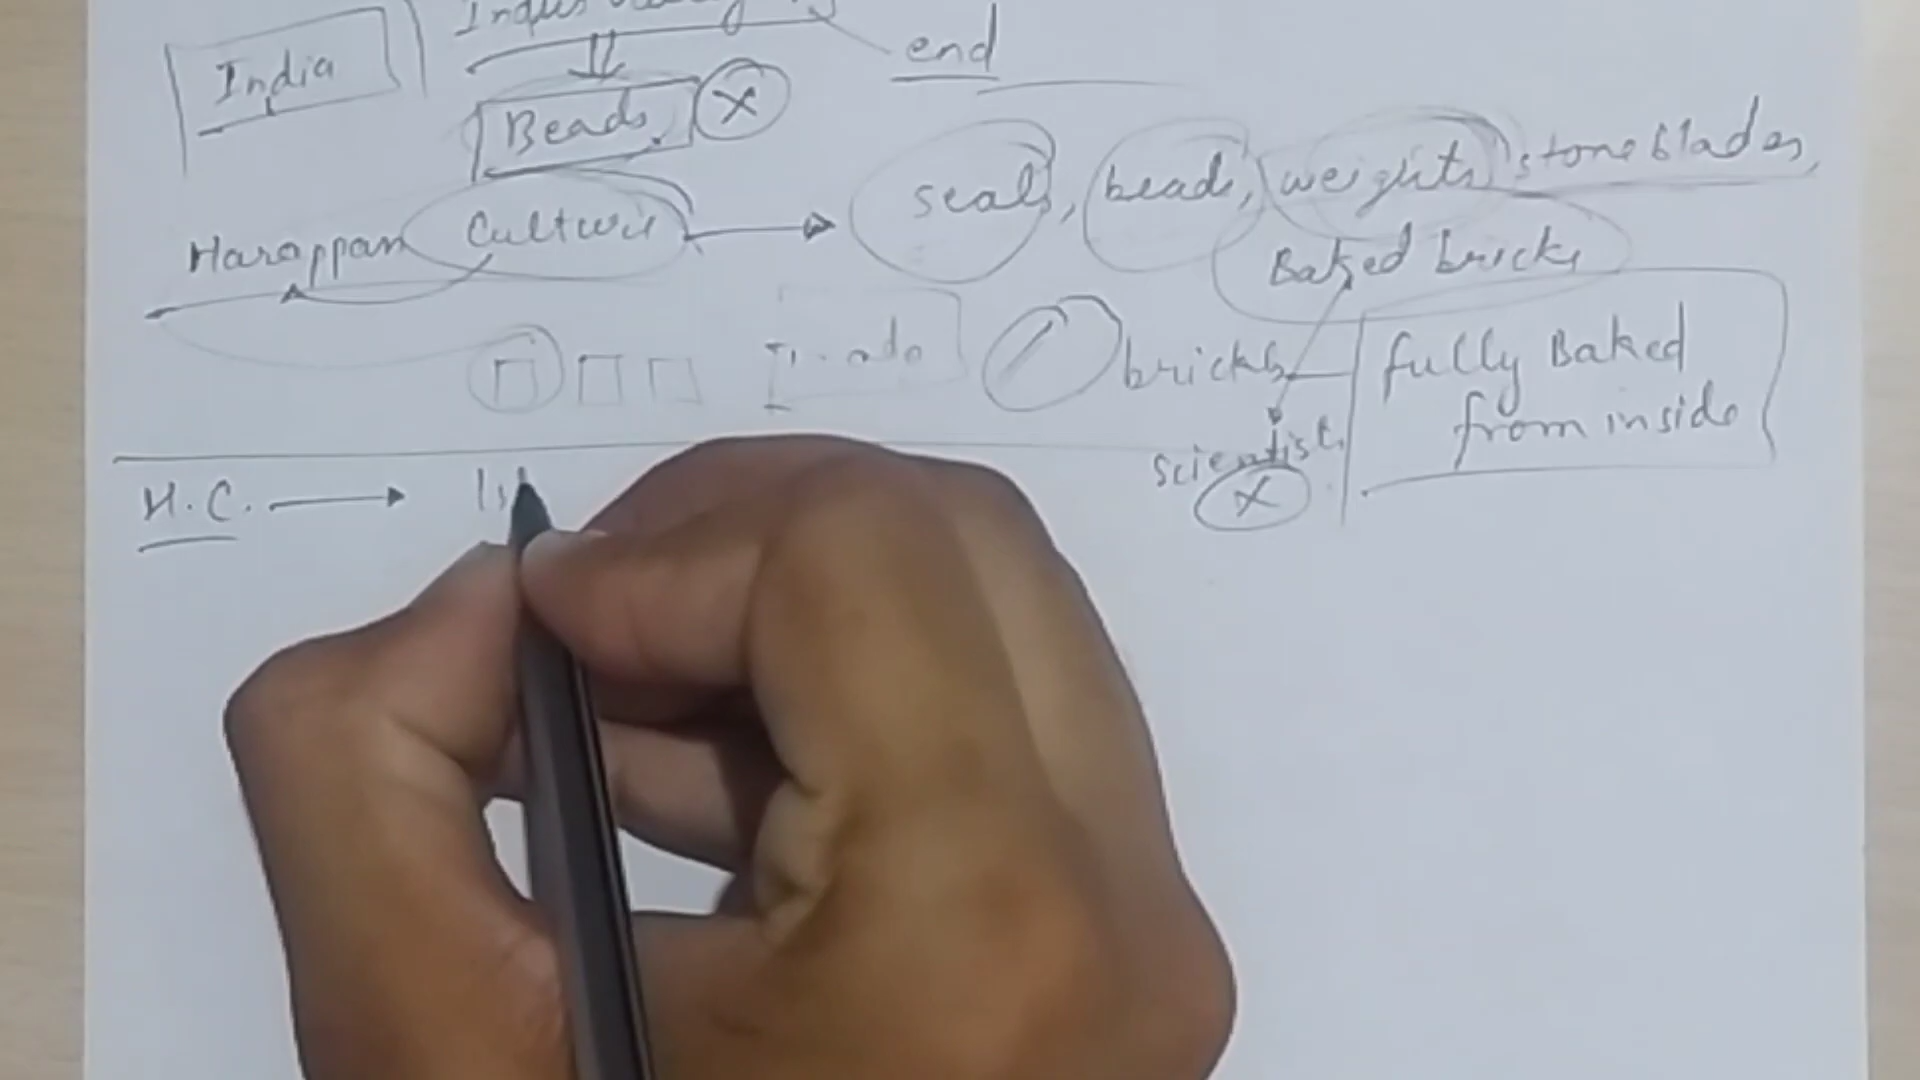 India
end
Beads
seals, beads, weights, stone blades,
Harappan Culture
Baked bricks
bricks
fully Baked
from inside
scientist
H.C.